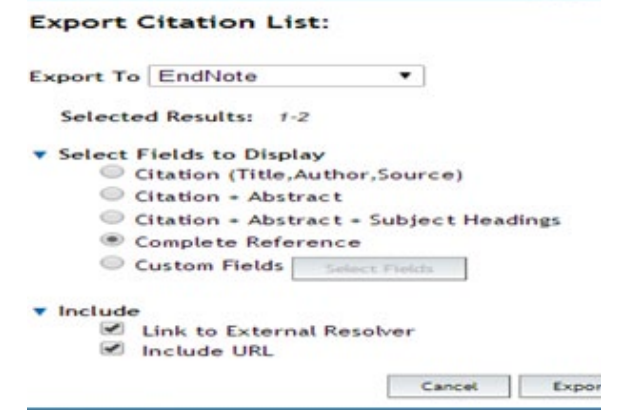 Export Citation List:
Export To EndNote
Selected Results: 1-2
Select Fields to Display
Citation (Title,Author,Source)
Citation + Abstract
Citation + Abstract + Subject Headings
Complete Reference
Custom Fields Select Fields
Include
Link to External Resolver
Include URL
Cancel Expor